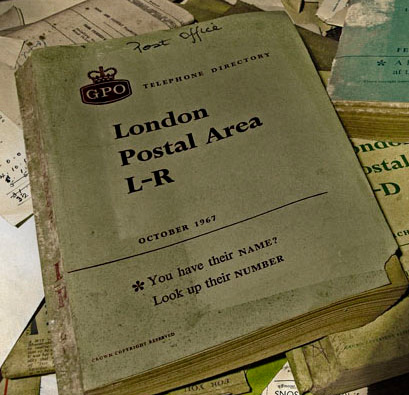 Post Office
GPO
TELEPHONE DIRECTORY
London
Postal Area
L-R
OCTOBER 1967
* You have their NAME?
Look up their NUMBER
CROWN COPYRIGHT RESERVED
-D